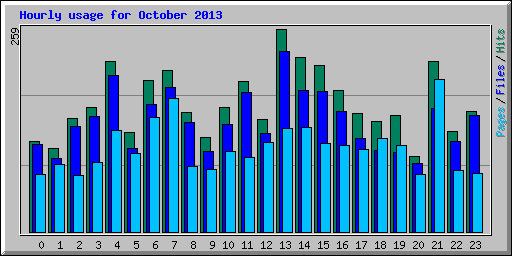 Hourly usage for October 2013
259
Pages / Files / Hits
0 1 2 3 4 5 6 7 8 9 10 11 12 13 14 15 16 17 18 19 20 21 22 23